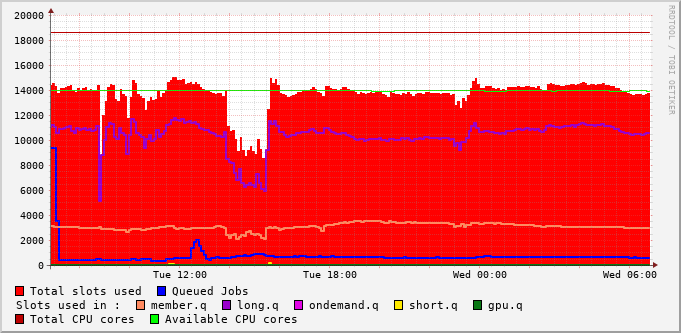 20000
18000
16000
14000
12000
10000
8000
6000
4000
2000
0
Tue 12:00 Tue 18:00 Wed 00:00 Wed 06:00
RRDTOOL / TOBI OETIKER
Total slots used Queued Jobs
Slots used in : member.q long.q ondemand.q short.q gpu.q
Total CPU cores Available CPU cores